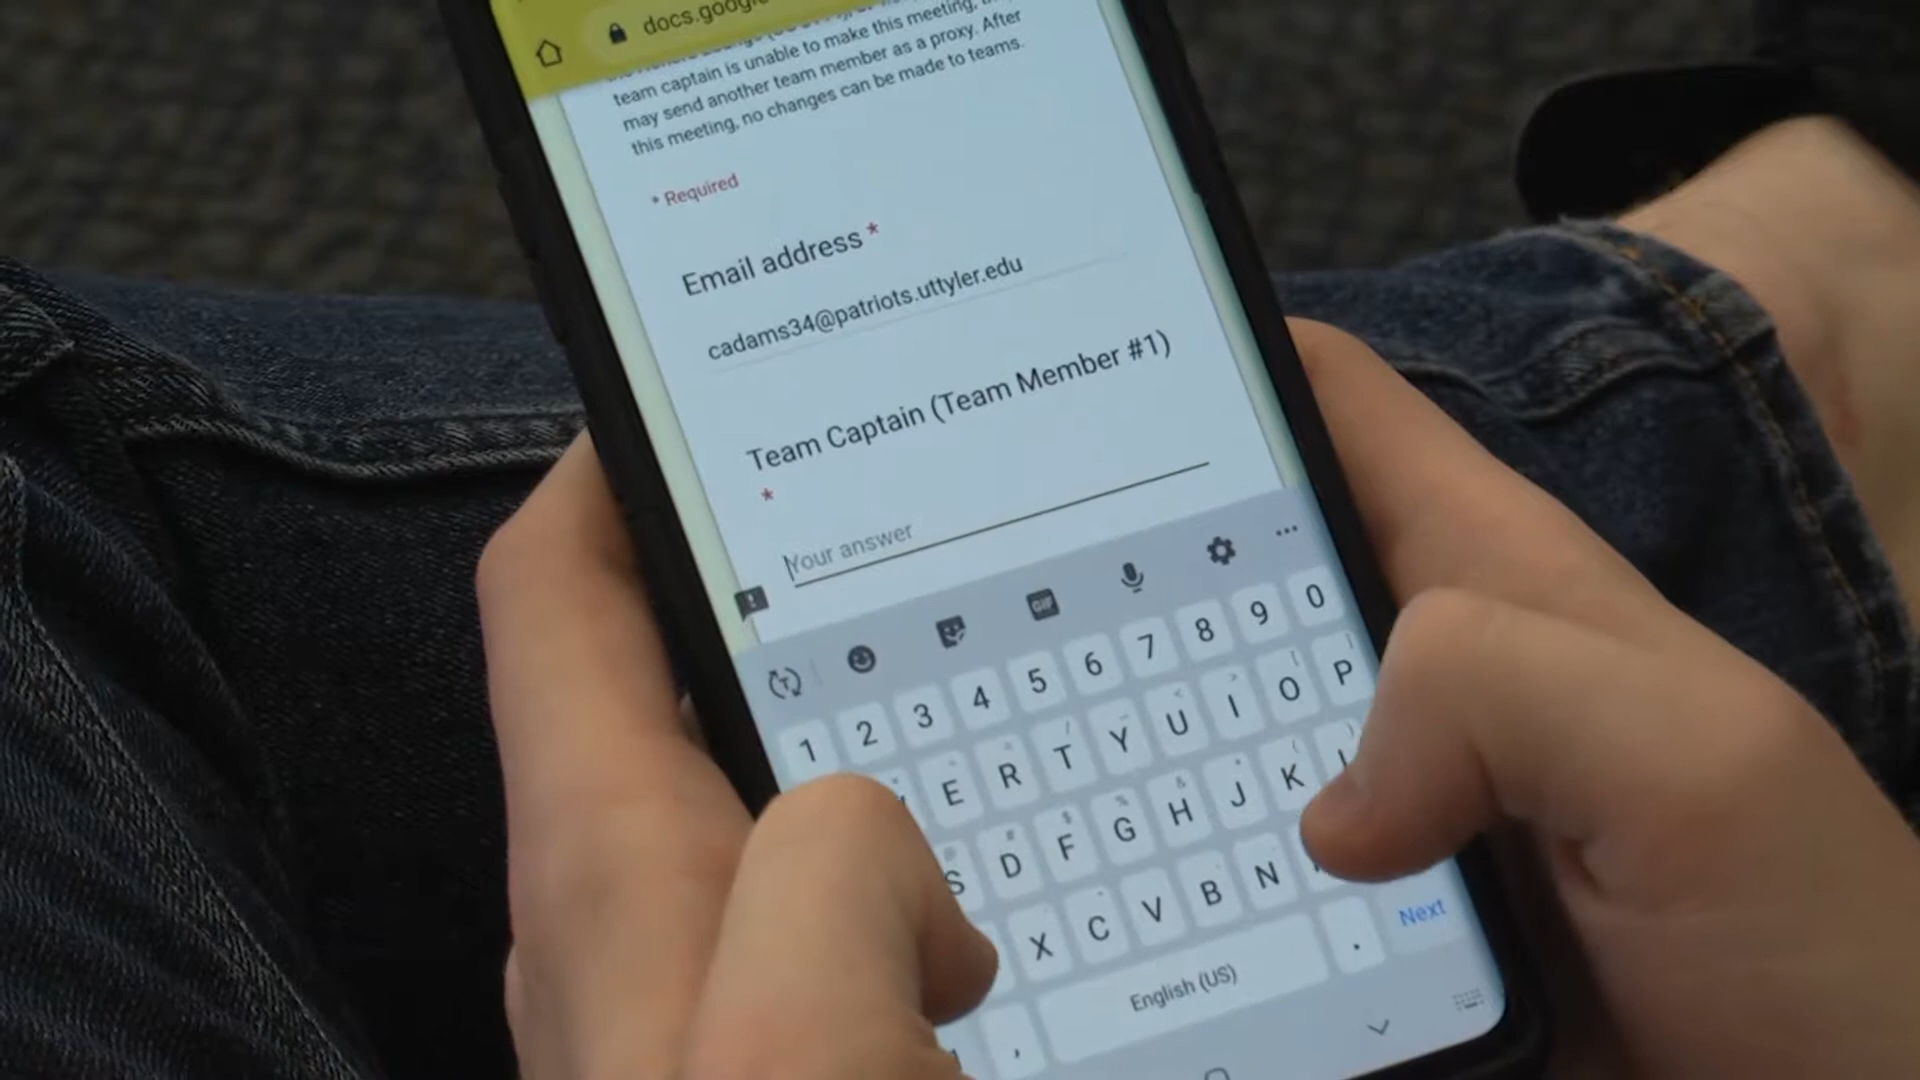 docs.google
team captain is unable to make this meeting,
may send another team member as a proxy. After
this meeting, no changes can be made to teams.
* Required
Email address *
cadams34@patriots.uttyler.edu
Team Captain (Team Member #1)
*
Your answer
GIF
1 2 3 4 5 6 7 8 9 0
E R T Y U I O P
S D F G H J K
X C V B N
, English (US) . Next